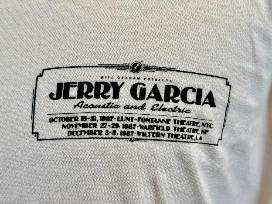 BILL GRAHAM PRESENTS
JERRY GARCIA
Acoustic and Electric
OCTOBER 15-31, 1987 • LUNT-FONTANNE THEATRE, NYC
NOVEMBER 27-29, 1987 • WARFIELD THEATRE, SF
DECEMBER 3-6, 1987 • WILTERN THEATRE, LA